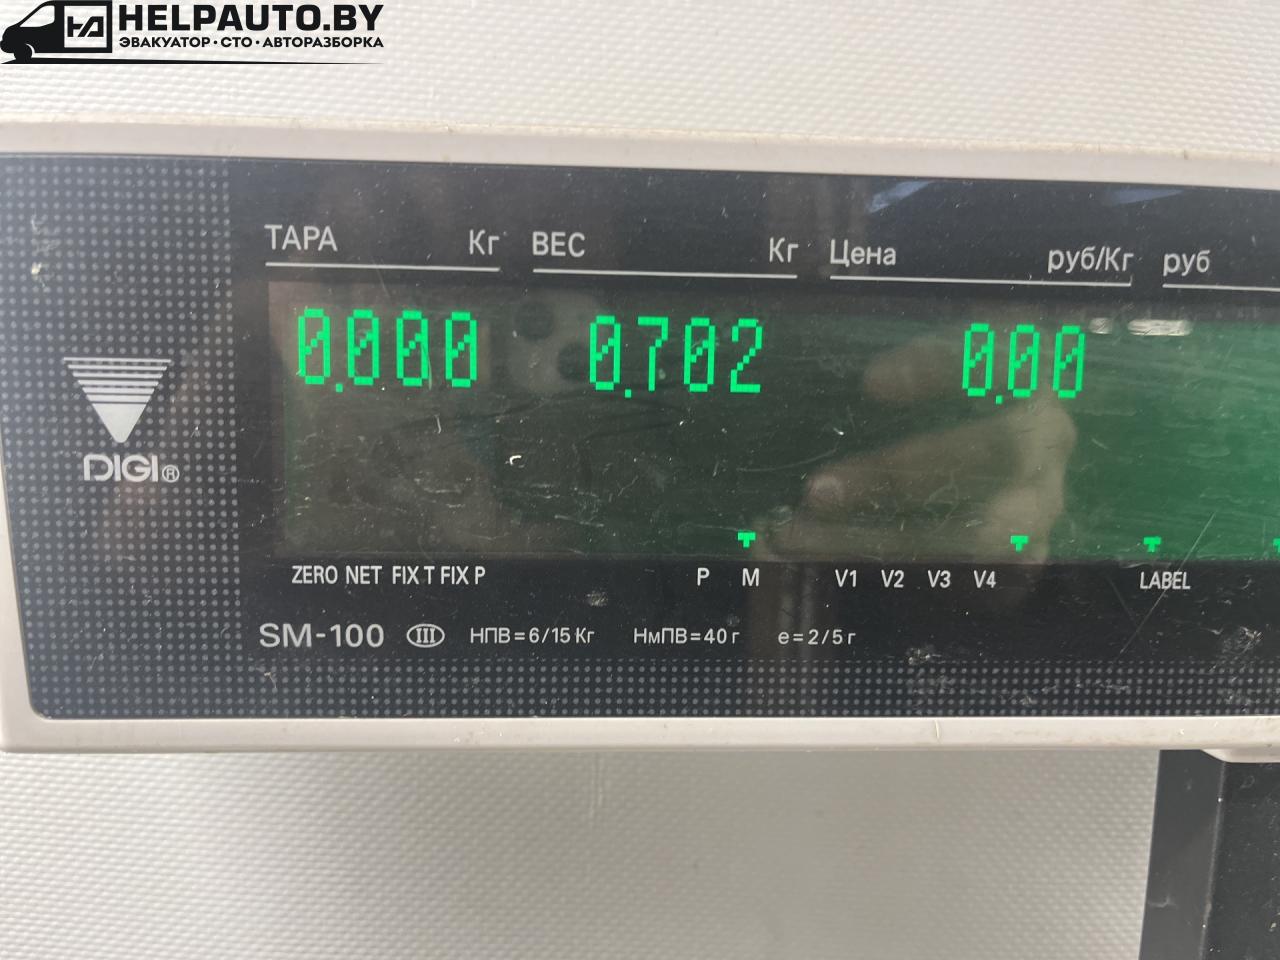 HELPAUTO.BY
ЭВАКУАТОР · СТО · АВТОРАЗБОРКА
ТАРА Кг ВЕС Кг Цена руб/Кг руб
0.000 0.702 0.00
DIGI®
ZERO NET FIX T FIX P P M V1 V2 V3 V4 LABEL
SM-100 III НПВ=6/15 Кг НмПВ=40 г e=2/5 г